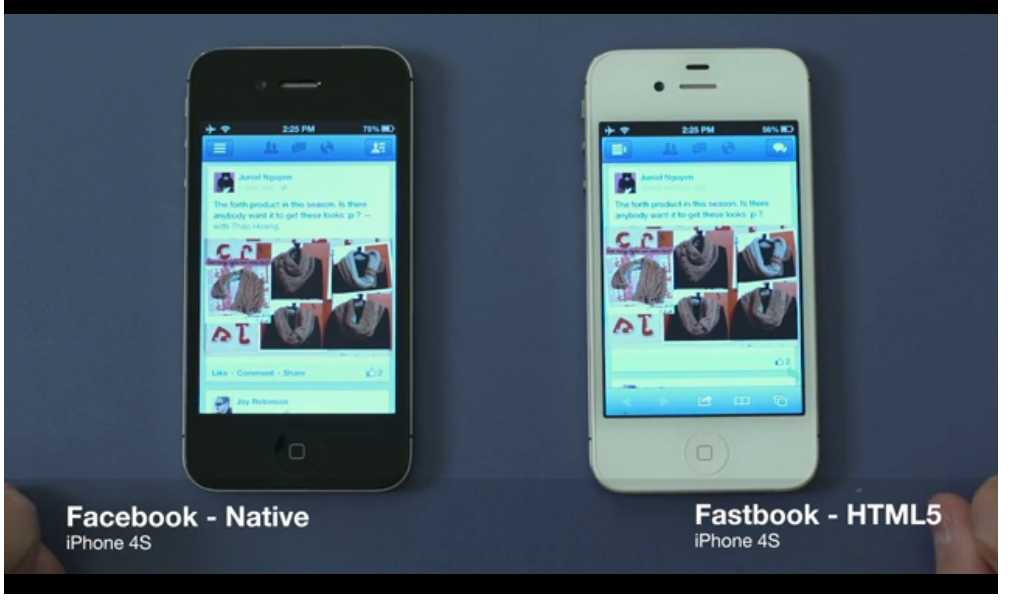 2:25 PM
75%
Juniel Nguyen
The forth product in this season. Is there
anybody want it to get these looks :p ? —
with Thao Hoang.
Like · Comment · Share
2
Joy Robinson
2:25 PM
56%
Juniel Nguyen
The forth product in this season. Is there
anybody want it to get these looks :p ?
2
Facebook - Native
iPhone 4S
Fastbook - HTML5
iPhone 4S